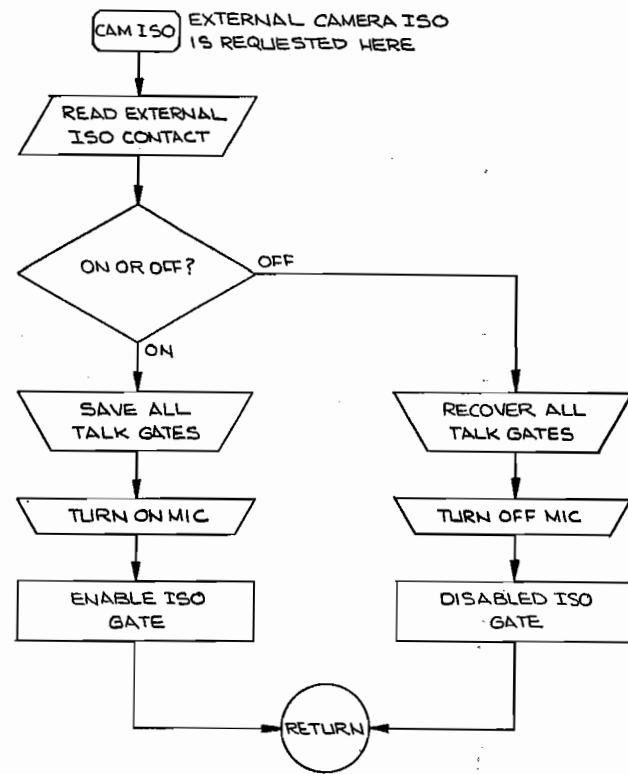 CAM ISO
EXTERNAL CAMERA ISO
IS REQUESTED HERE
READ EXTERNAL
ISO CONTACT
ON OR OFF?
OFF
ON
SAVE ALL
TALK GATES
RECOVER ALL
TALK GATES
TURN ON MIC
TURN OFF MIC
ENABLE ISO
GATE
DISABLED ISO
GATE
RETURN